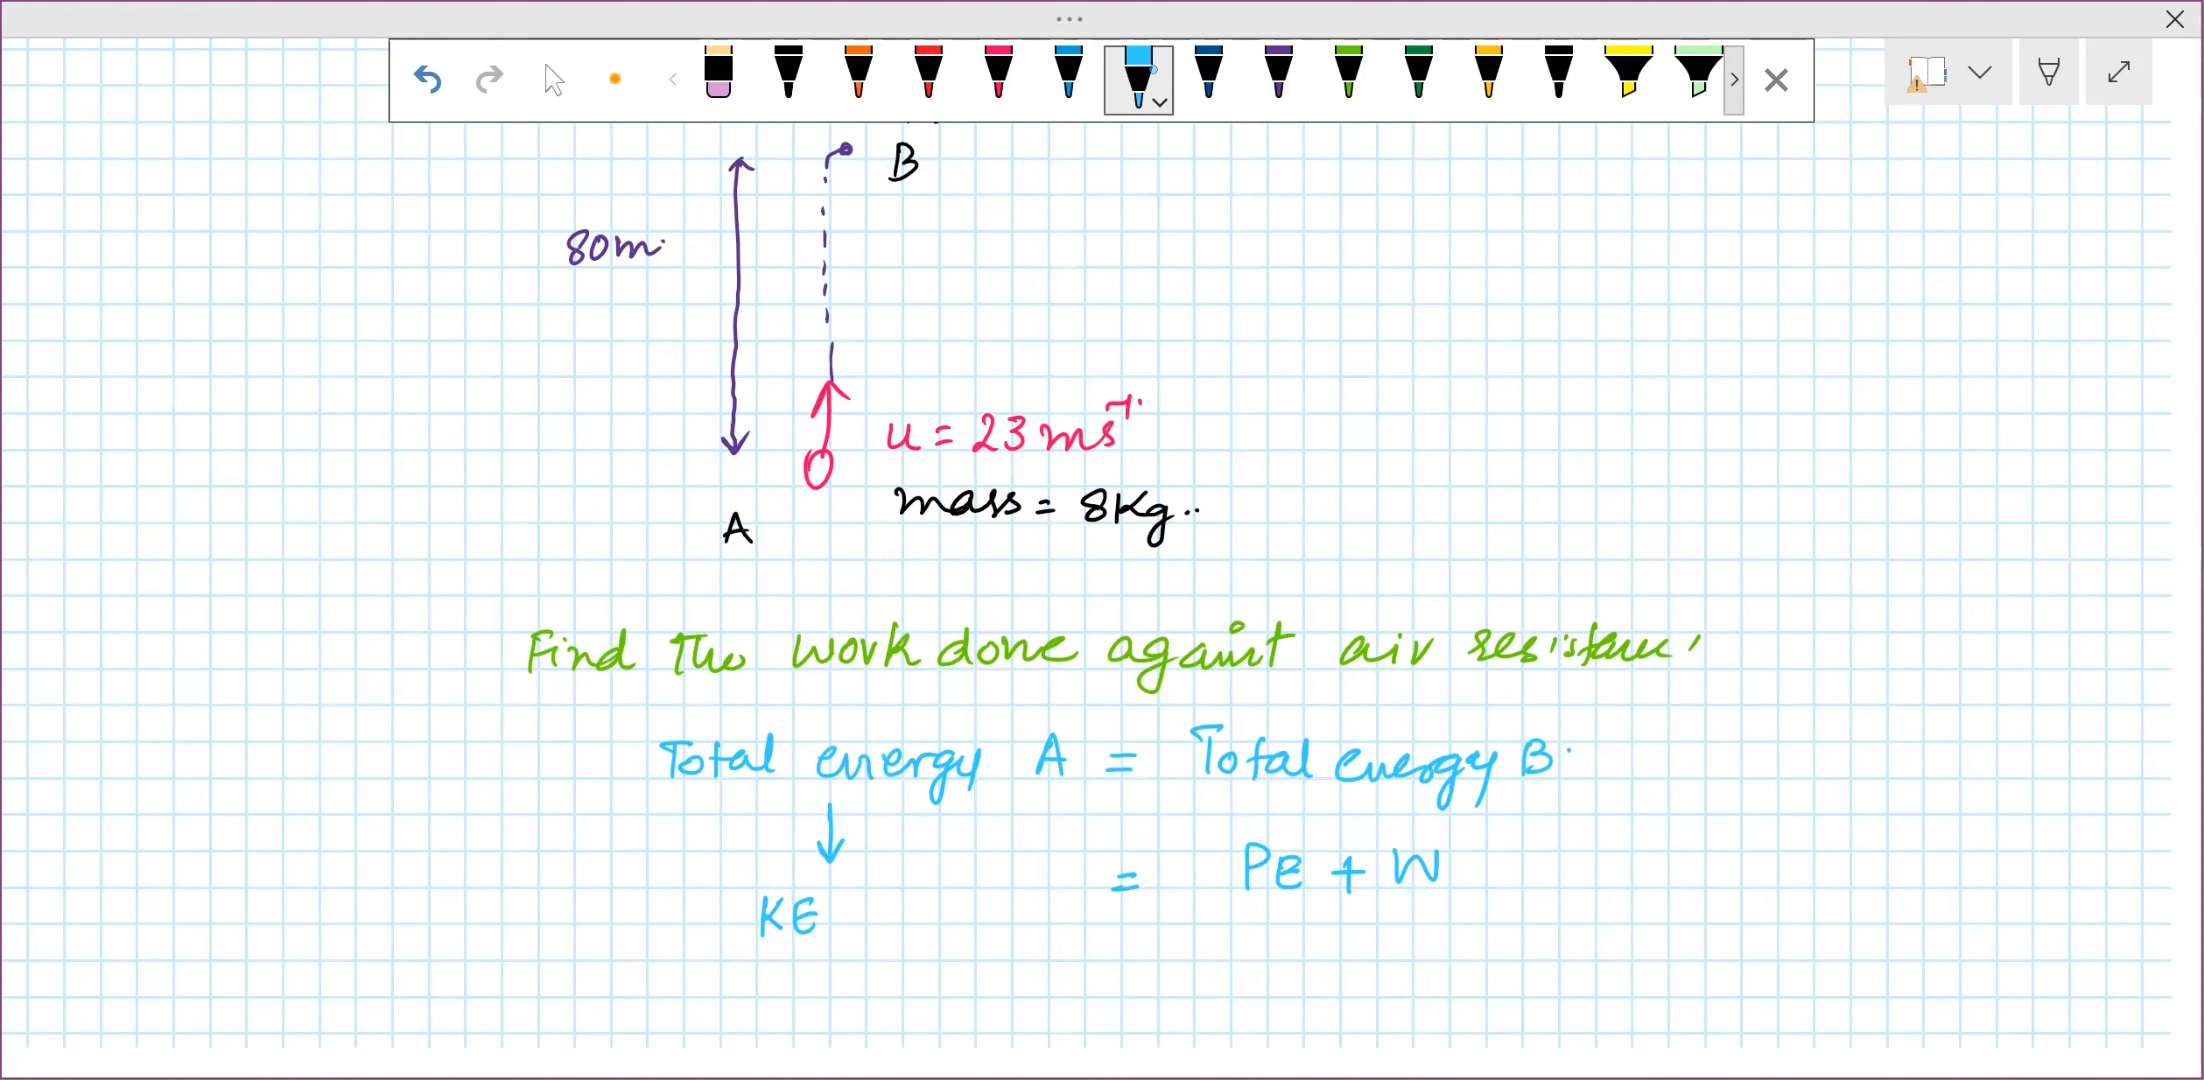 B
80m.
u = 23 ms⁻¹.
mass = 8Kg..
A
Find The work done against air resistance,
Total energy A = Total energy B.
↓
= PE + W
KE